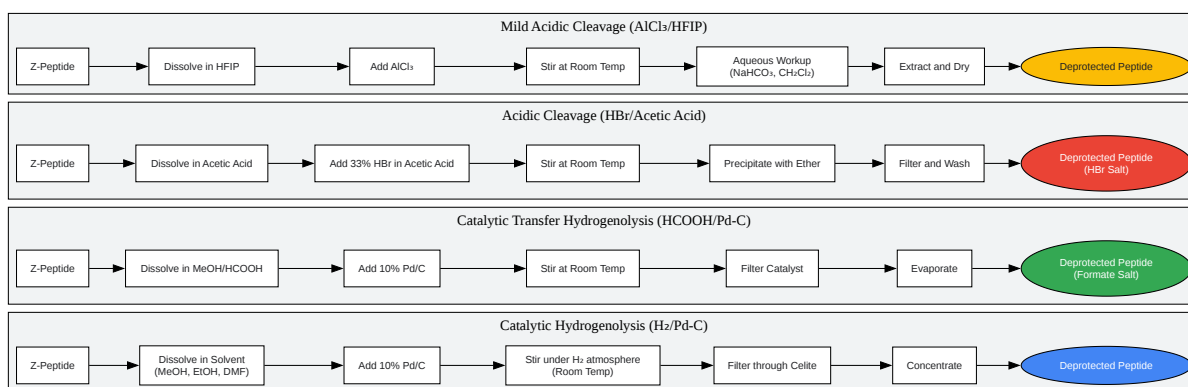 Mild Acidic Cleavage (AlCl₃/HFIP)
Z-Peptide
Dissolve in HFIP
Add AlCl₃
Stir at Room Temp
Aqueous Workup
(NaHCO₃, CH₂Cl₂)
Extract and Dry
Deprotected Peptide
Acidic Cleavage (HBr/Acetic Acid)
Z-Peptide
Dissolve in Acetic Acid
Add 33% HBr in Acetic Acid
Stir at Room Temp
Precipitate with Ether
Filter and Wash
Deprotected Peptide
(HBr Salt)
Catalytic Transfer Hydrogenolysis (HCOOH/Pd-C)
Z-Peptide
Dissolve in MeOH/HCOOH
Add 10% Pd/C
Stir at Room Temp
Filter Catalyst
Evaporate
Deprotected Peptide
(Formate Salt)
Catalytic Hydrogenolysis (H₂/Pd-C)
Z-Peptide
Dissolve in Solvent
(MeOH, EtOH, DMF)
Add 10% Pd/C
Stir under H₂ atmosphere
(Room Temp)
Filter through Celite
Concentrate
Deprotected Peptide